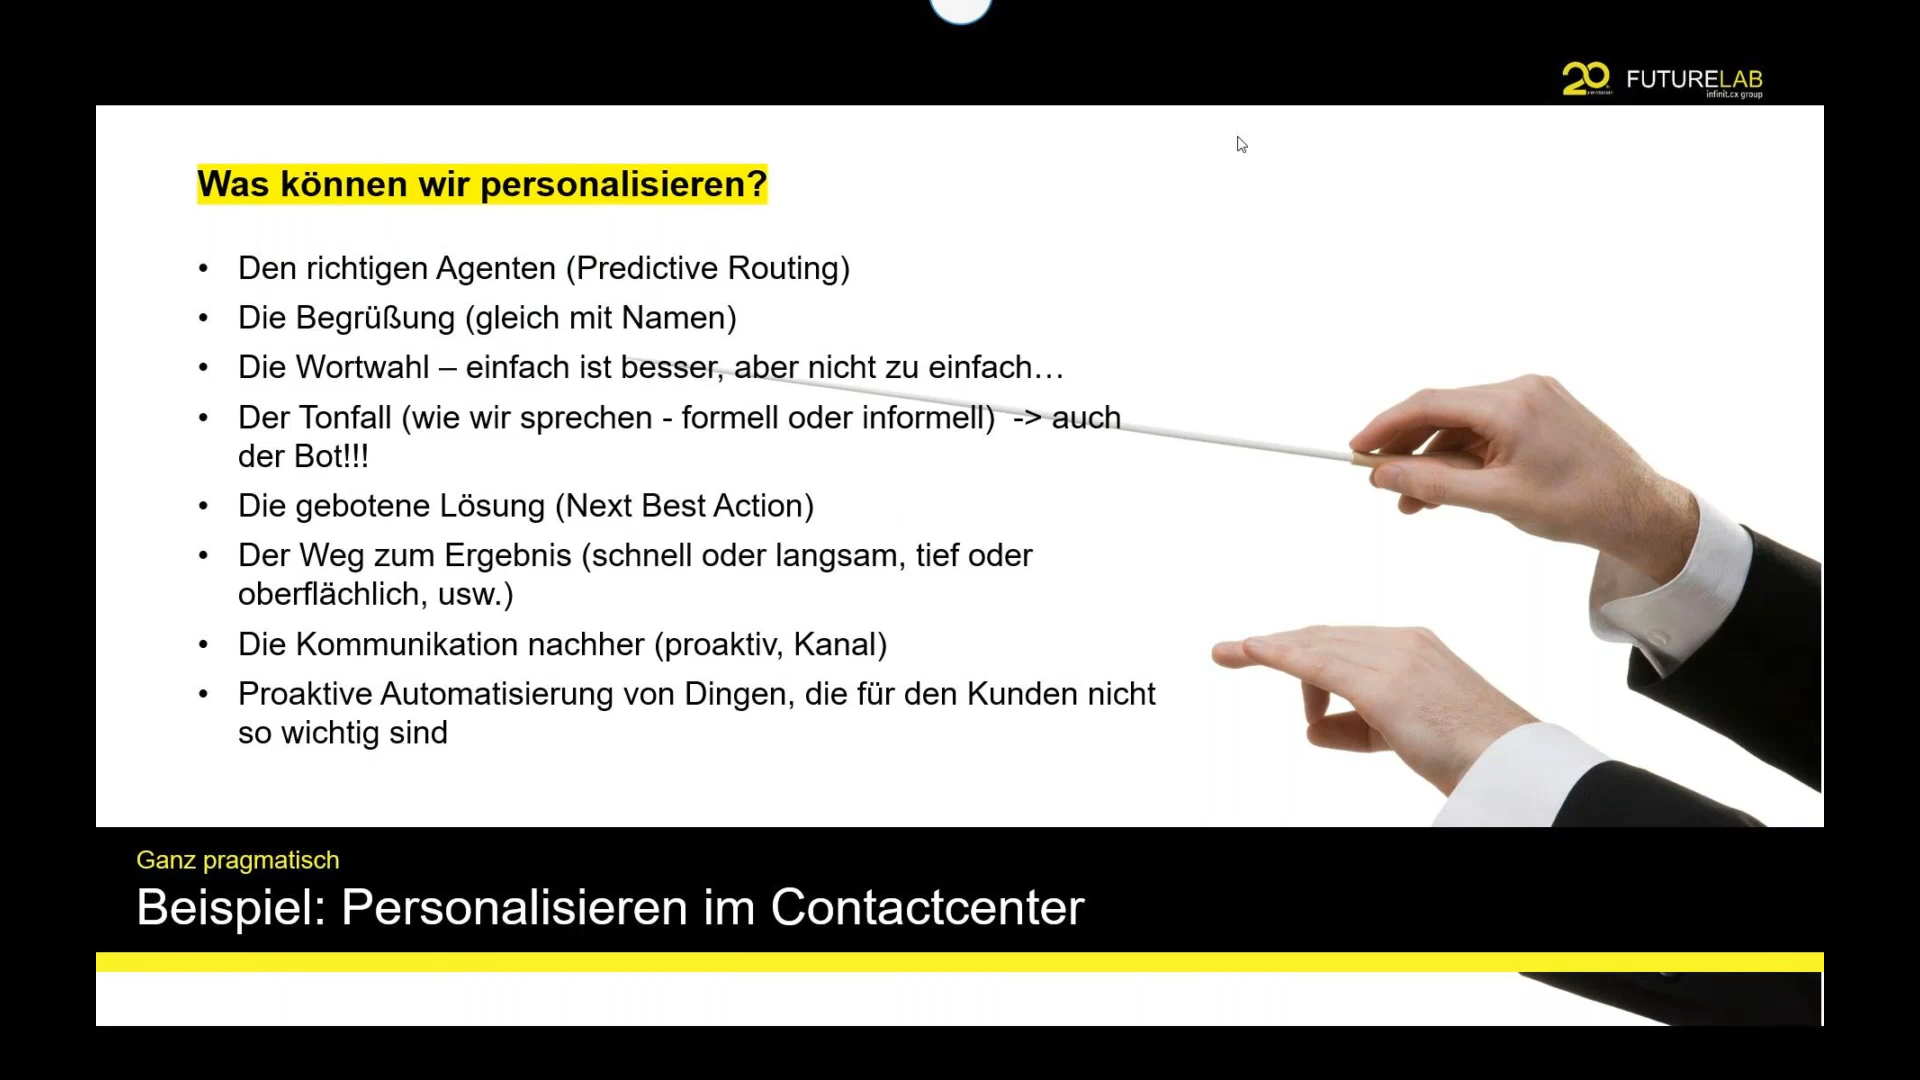 20 FUTURELAB
infinit.cx group
Was können wir personalisieren?
• Den richtigen Agenten (Predictive Routing)
• Die Begrüßung (gleich mit Namen)
• Die Wortwahl – einfach ist besser, aber nicht zu einfach…
• Der Tonfall (wie wir sprechen - formell oder informell) -> auch
der Bot!!!
• Die gebotene Lösung (Next Best Action)
• Der Weg zum Ergebnis (schnell oder langsam, tief oder
oberflächlich, usw.)
• Die Kommunikation nachher (proaktiv, Kanal)
• Proaktive Automatisierung von Dingen, die für den Kunden nicht
so wichtig sind
Ganz pragmatisch
Beispiel: Personalisieren im Contactcenter